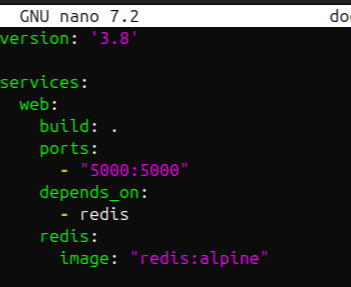 GNU nano 7.2 do
version: '3.8'
services:
  web:
    build: .
    ports:
      - "5000:5000"
    depends_on:
      - redis
    redis:
      image: "redis:alpine"